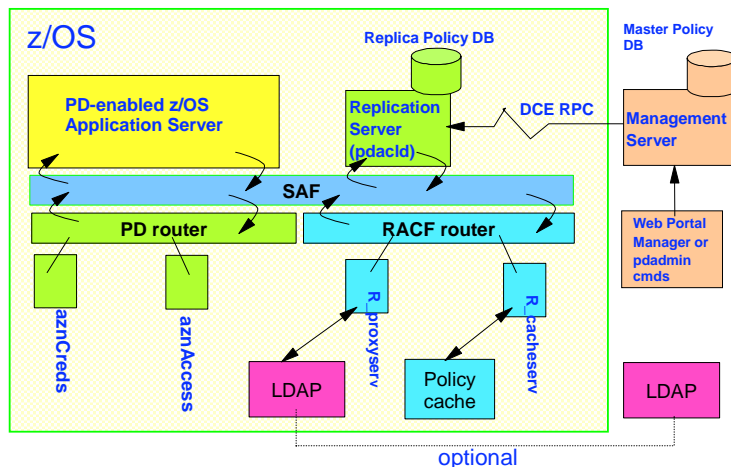 z/OS
Replica Policy DB
Master Policy
DB
PD-enabled z/OS
Application Server
Replication
Server
(pdacld)
DCE RPC
Management
Server
SAF
PD router
RACF router
Web Portal
Manager or
pdadmin
cmds
aznCreds
aznAccess
R_proxyserv
R_cacheserv
LDAP
Policy
cache
LDAP
optional